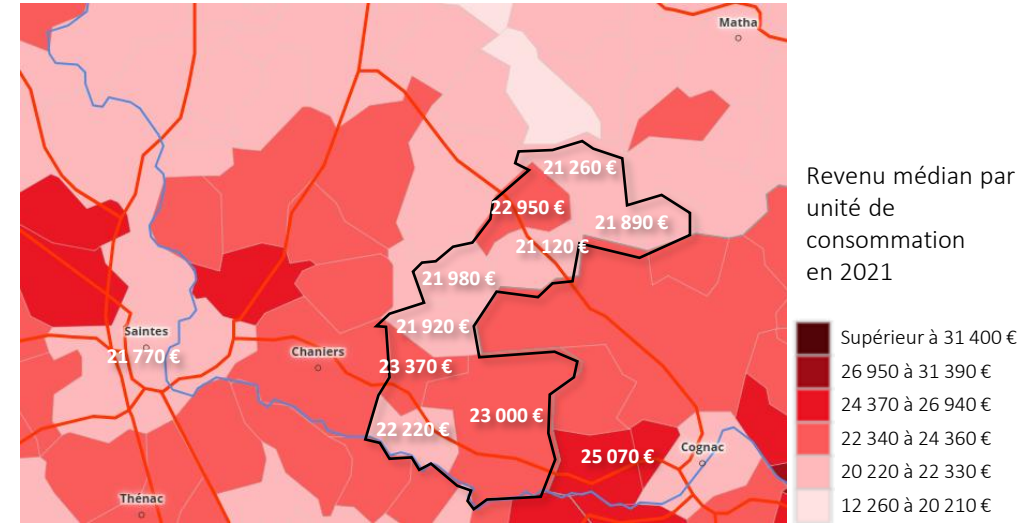 Matha
21 260 €
22 950 €
21 890 €
21 120 €
21 980 €
21 920 €
Saintes
21 770 €
Chaniers
23 370 €
23 000 €
22 220 €
25 070 €
Cognac
Thénac
Revenu médian par
unité de
consommation
en 2021
Supérieur à 31 400 €
26 950 à 31 390 €
24 370 à 26 940 €
22 340 à 24 360 €
20 220 à 22 330 €
12 260 à 20 210 €